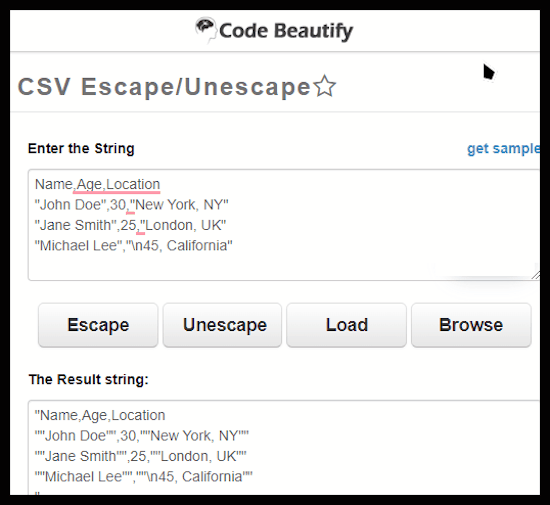 Code Beautify
CSV Escape/Unescape
Enter the String
get sample
Name,Age,Location
"John Doe",30,"New York, NY"
"Jane Smith",25,"London, UK"
"Michael Lee","\n45, California"
Escape Unescape Load Browse
The Result string:
"Name,Age,Location
""John Doe"",30,""New York, NY""
""Jane Smith"",25,""London, UK""
""Michael Lee"",""\n45, California""
"